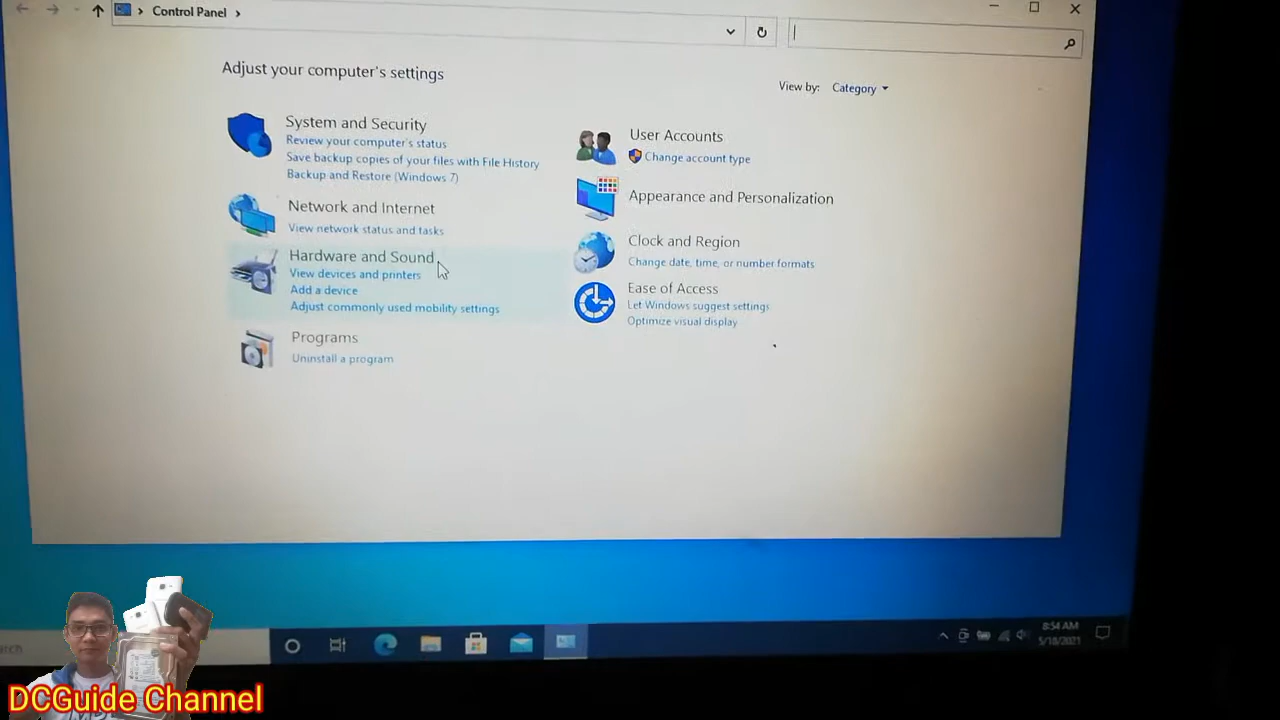 Control Panel
Adjust your computer's settings
View by: Category
System and Security
Review your computer's status
Save backup copies of your files with File History
Backup and Restore (Windows 7)
Network and Internet
View network status and tasks
Hardware and Sound
View devices and printers
Add a device
Adjust commonly used mobility settings
Programs
Uninstall a program
User Accounts
Change account type
Appearance and Personalization
Clock and Region
Change date, time, or number formats
Ease of Access
Let Windows suggest settings
Optimize visual display
arch
8:54 AM
5/18/2021
DCGuide Channel